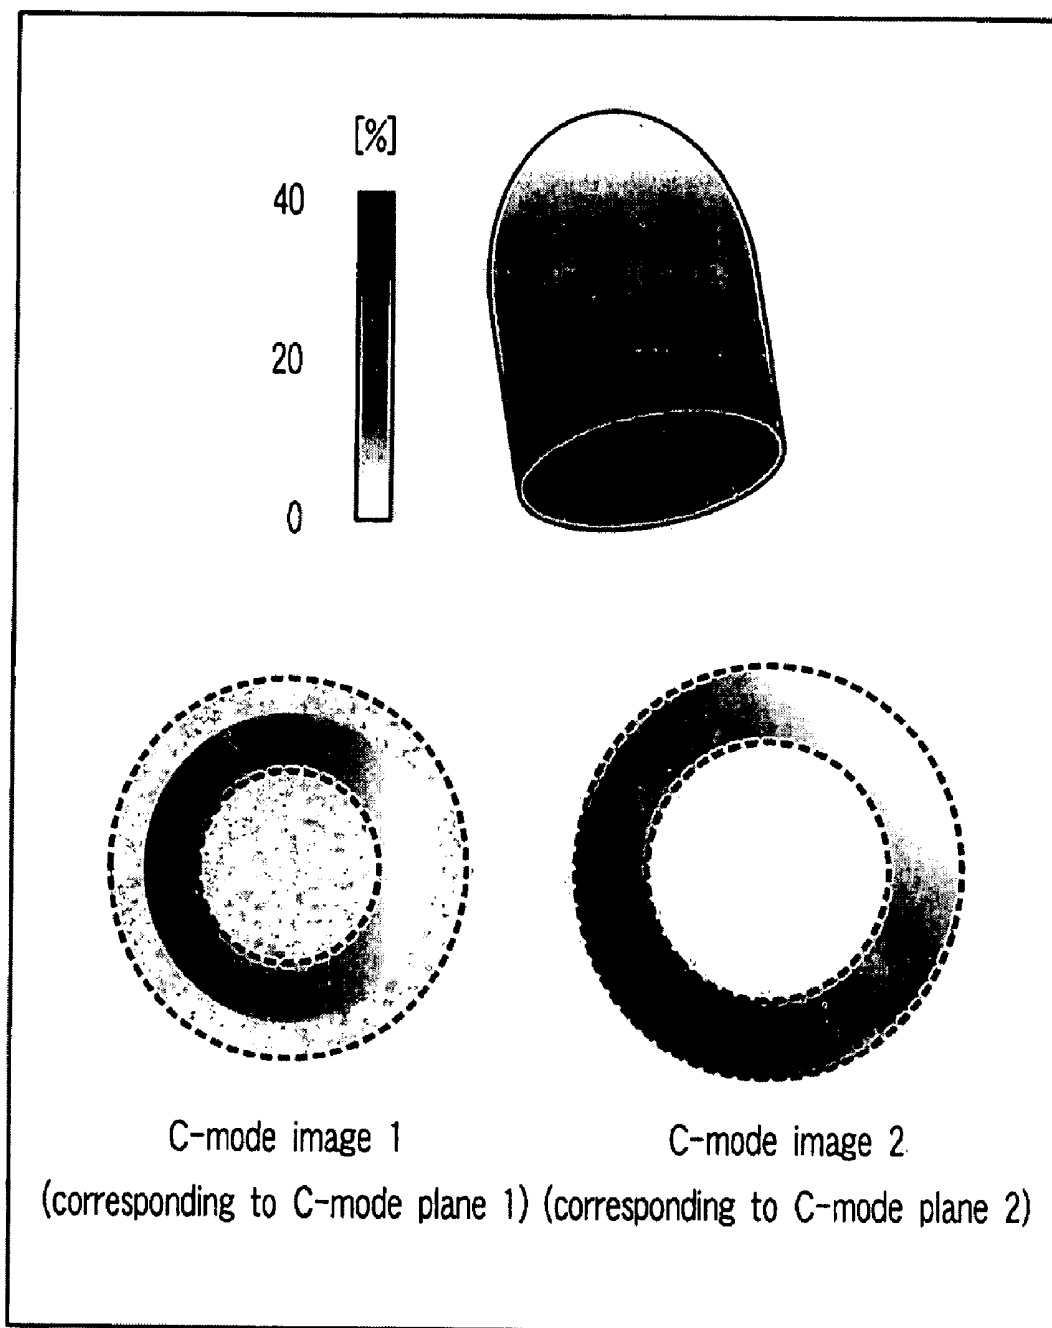 [%]
40
20
0
C-mode image 1
C-mode image 2
(corresponding to C-mode plane 1) (corresponding to C-mode plane 2)